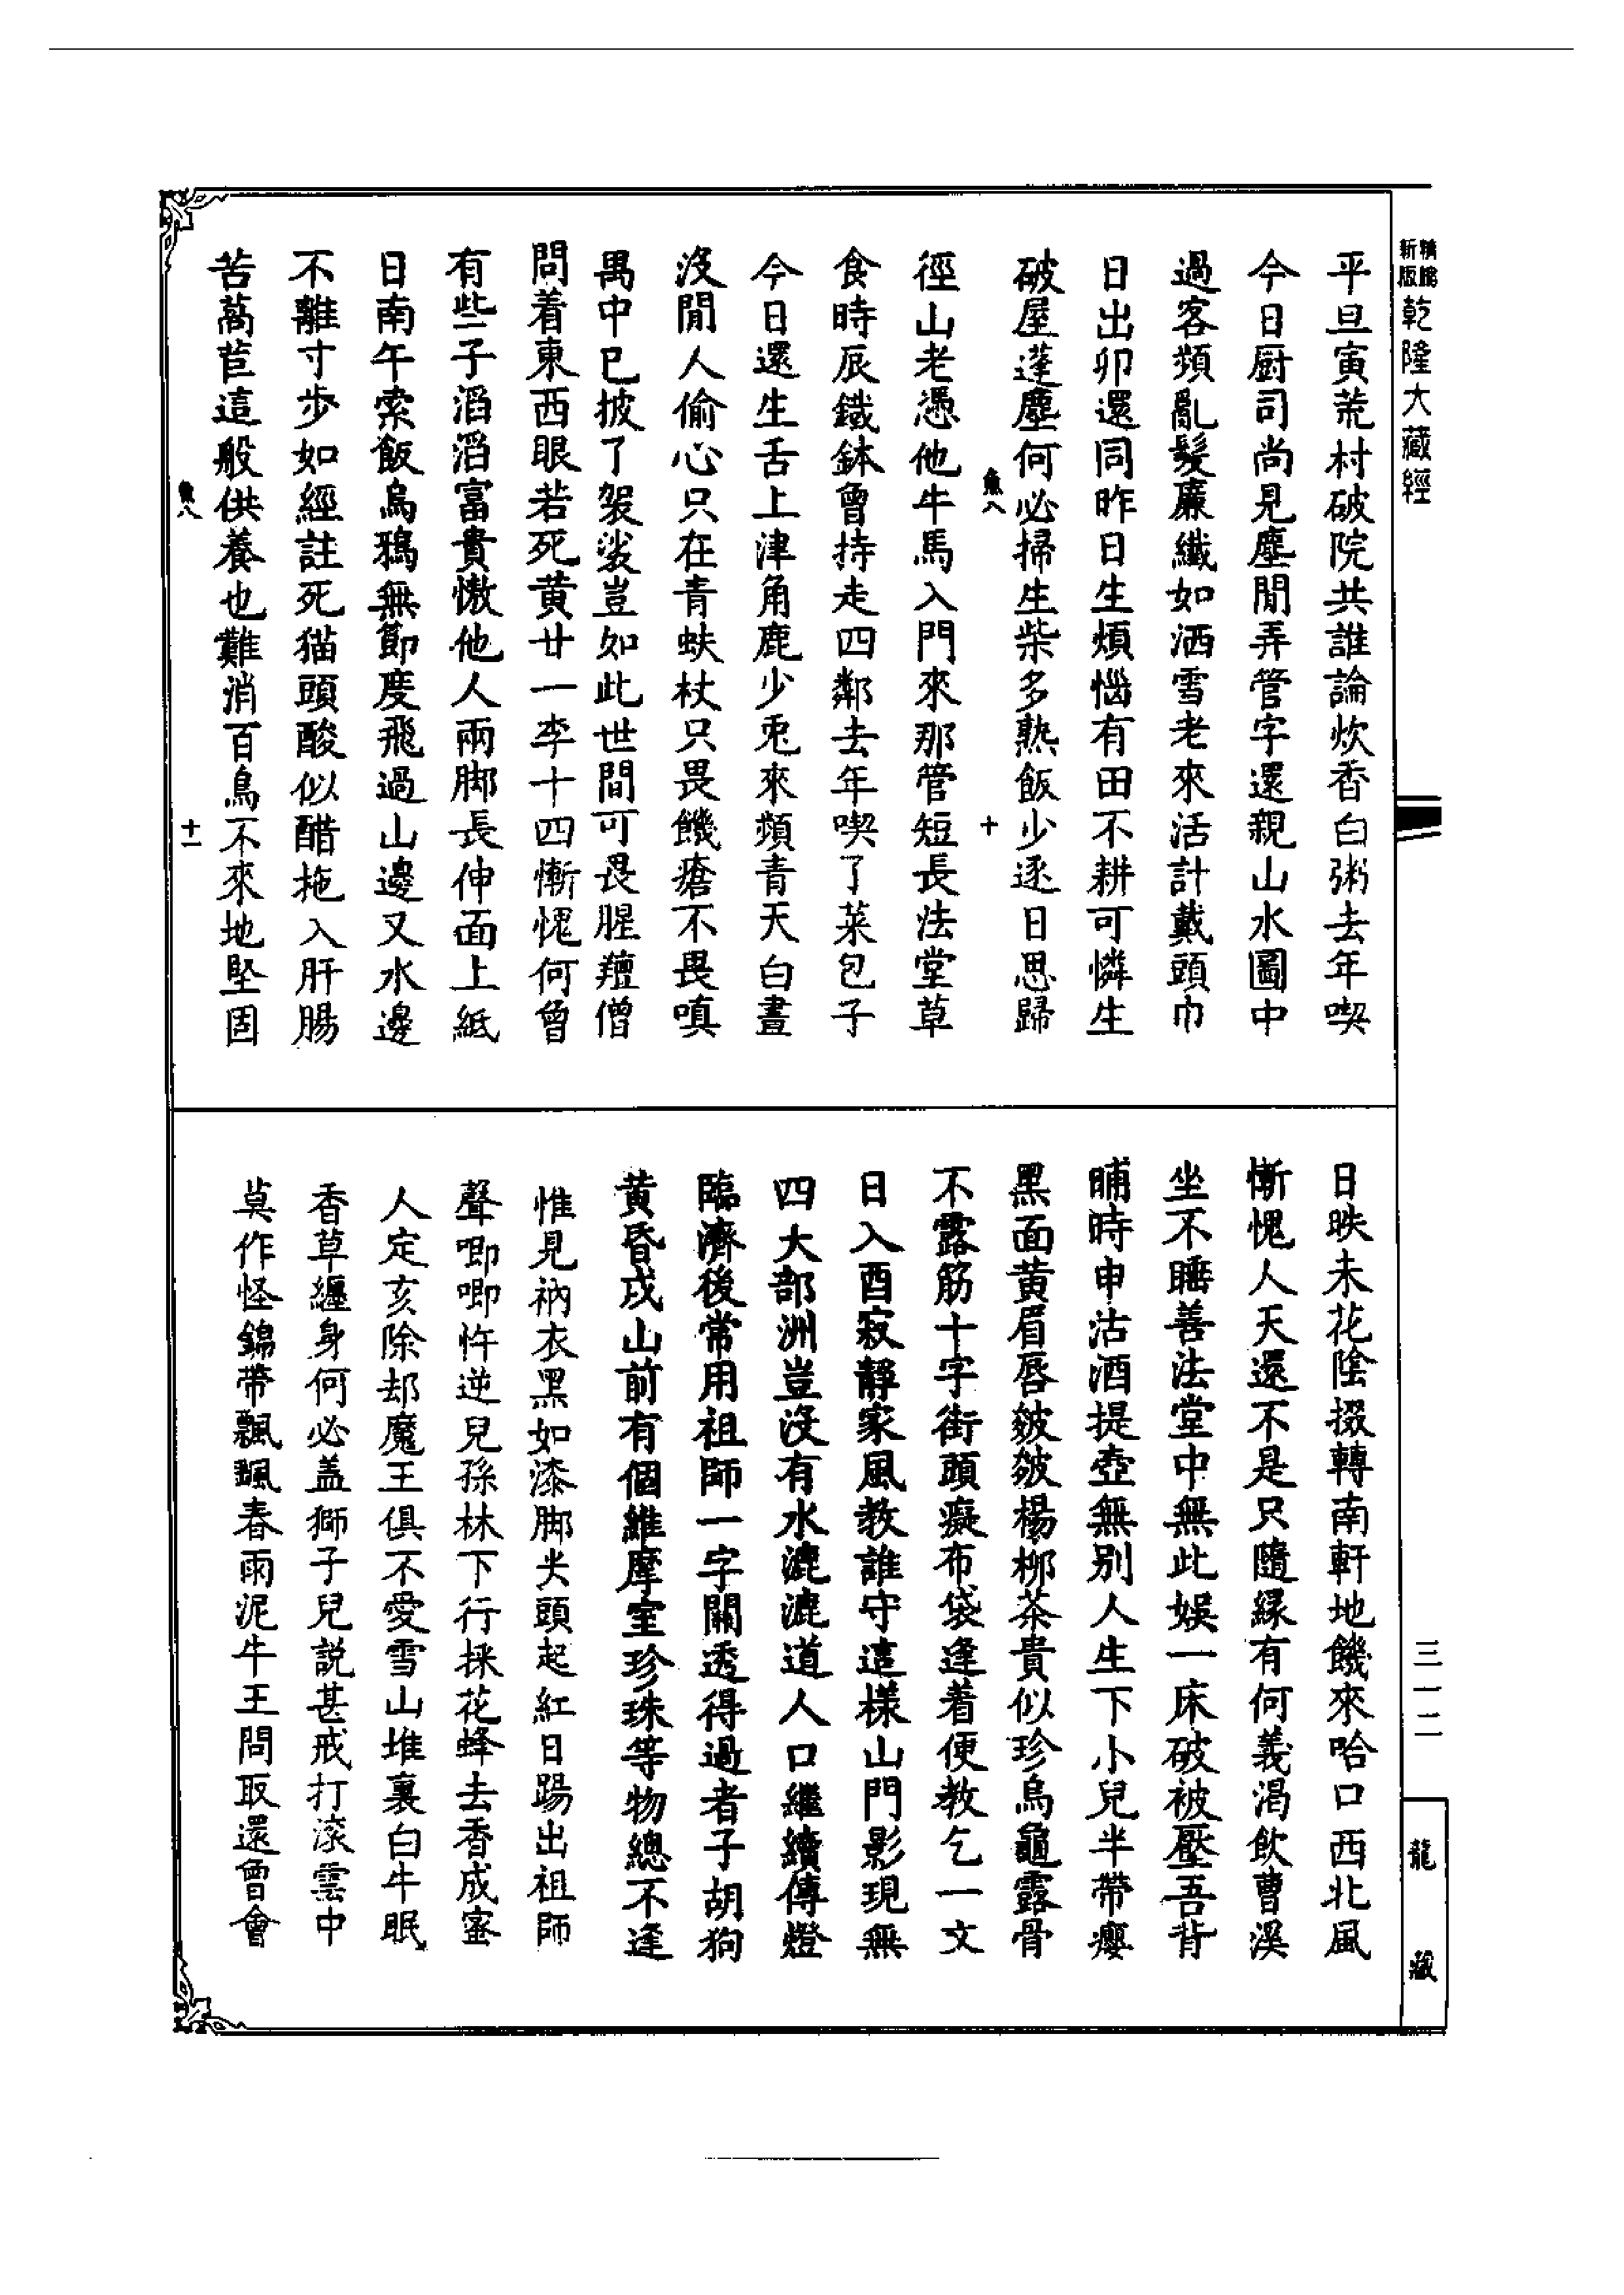 精縮新版乾隆大藏經
平旦寅荒村破院共誰論炊香白粥去年喫
今日厨司尚見塵閒弄管字還親山水圖中
過客頻亂髮廉纖如洒雪老來活計戴頭巾
日出卯還同昨日生煩惱有田不耕可憐生
破屋蓬塵何必掃生柴多熟飯少逐日思歸
魚八 十
徑山老憑他牛馬入門來那管短長法堂草
食時辰鐵鉢曾持走四鄰去年喫了菜包子
今日還生舌上津角鹿少兎來頻青天白晝
沒閒人偷心只在青蚨杖只畏饑瘡不畏嗔
禺中巳披了袈裟豈如此世間可畏腥羶僧
問着東西眼若死黄廿一李十四慚愧何曾
有些子滔滔富貴慠他人兩脚長伸面上紙
日南午索飯烏鴉無節度飛過山邊又水邊
不離寸步如經註死猫頭酸似醋拖入肝腸
苦萵苣這般供養也難消百鳥不來地堅固
魚八 十一
三一二
龍藏
日昳未花陰掇轉南軒地饑來哈口西北風
慚愧人天還不是只隨緣有何義渴飲曹溪
坐不睡善法堂中無此娛一床破被壓吾背
晡時申沽酒提壺無别人生下小兒半帶癭
黑面黄眉唇皴皴楊柳茶貴似珍烏龜露骨
不露筋十字街頭癡布袋逢着便教乞一文
日入酉寂靜家風教誰守這樣山門影現無
四大部洲豈沒有水漉漉道人口繼續傳燈
臨濟後常用祖師一字關透得過者子胡狗
黄昏戌山前有個維摩室珍珠等物總不逢
惟見衲衣黑如漆脚尖頭起紅日踢出祖師
聲唧唧忤逆兒孫林下行採花蜂去香成蜜
人定亥除却魔王俱不愛雪山堆裏白牛眠
香草纏身何必盖獅子兒説甚戒打滚雲中
莫作怪錦帶飄颻春雨泥牛王問取還曾會